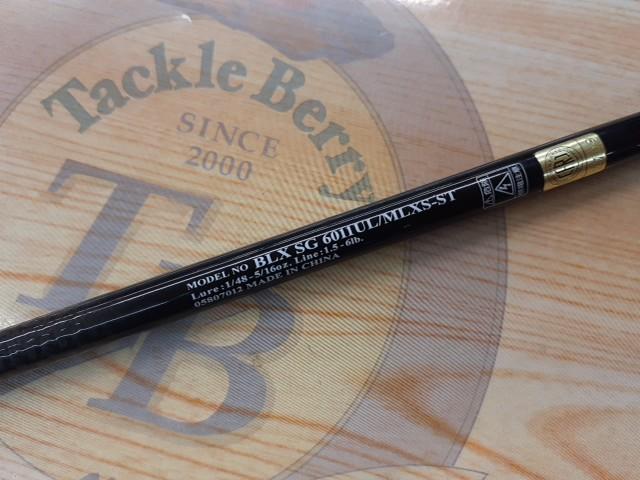 Tackle Berry
SINCE
2000
TB
MODEL NO BLX SG 6011UL/MLXS-ST
Lure:1/48-5/16oz. Line:1.5-6lb.
05807012 MADE IN CHINA